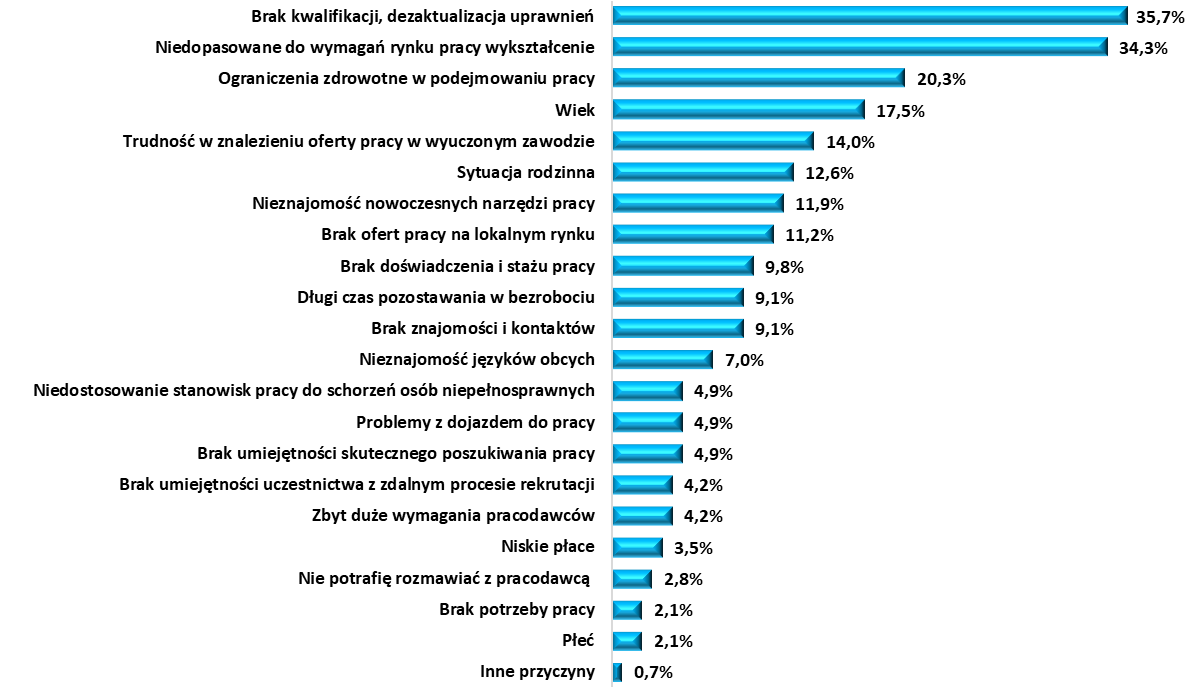 Brak kwalifikacji, dezaktualizacja uprawnień 35,7%
Niedopasowane do wymagań rynku pracy wykształcenie 34,3%
Ograniczenia zdrowotne w podejmowaniu pracy 20,3%
Wiek 17,5%
Trudność w znalezieniu oferty pracy w wyuczonym zawodzie 14,0%
Sytuacja rodzinna 12,6%
Nieznajomość nowoczesnych narzędzi pracy 11,9%
Brak ofert pracy na lokalnym rynku 11,2%
Brak doświadczenia i stażu pracy 9,8%
Długi czas pozostawania w bezrobociu 9,1%
Brak znajomości i kontaktów 9,1%
Nieznajomość języków obcych 7,0%
Niedostosowanie stanowisk pracy do schorzeń osób niepełnosprawnych 4,9%
Problemy z dojazdem do pracy 4,9%
Brak umiejętności skutecznego poszukiwania pracy 4,9%
Brak umiejętności uczestnictwa z zdalnym procesie rekrutacji 4,2%
Zbyt duże wymagania pracodawców 4,2%
Niskie płace 3,5%
Nie potrafię rozmawiać z pracodawcą 2,8%
Brak potrzeby pracy 2,1%
Płeć 2,1%
Inne przyczyny 0,7%